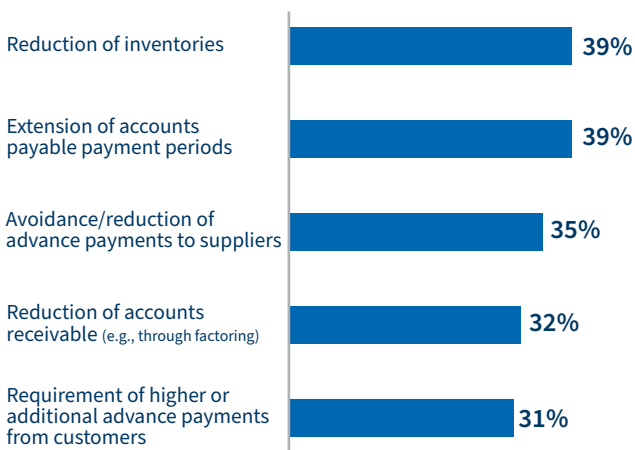 Reduction of inventories
39%
Extension of accounts
payable payment periods
39%
Avoidance/reduction of
advance payments to suppliers
35%
Reduction of accounts
receivable (e.g., through factoring)
32%
Requirement of higher or
additional advance payments
from customers
31%